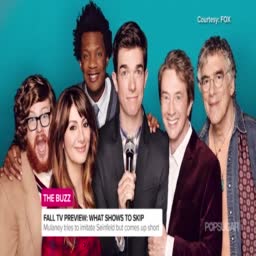 Courtesy: FOX
THE BUZZ
FALL TV PREVIEW: WHAT SHOWS TO SKIP
Mulaney tries to imitate Seinfeld but comes up short
POPSUGAR